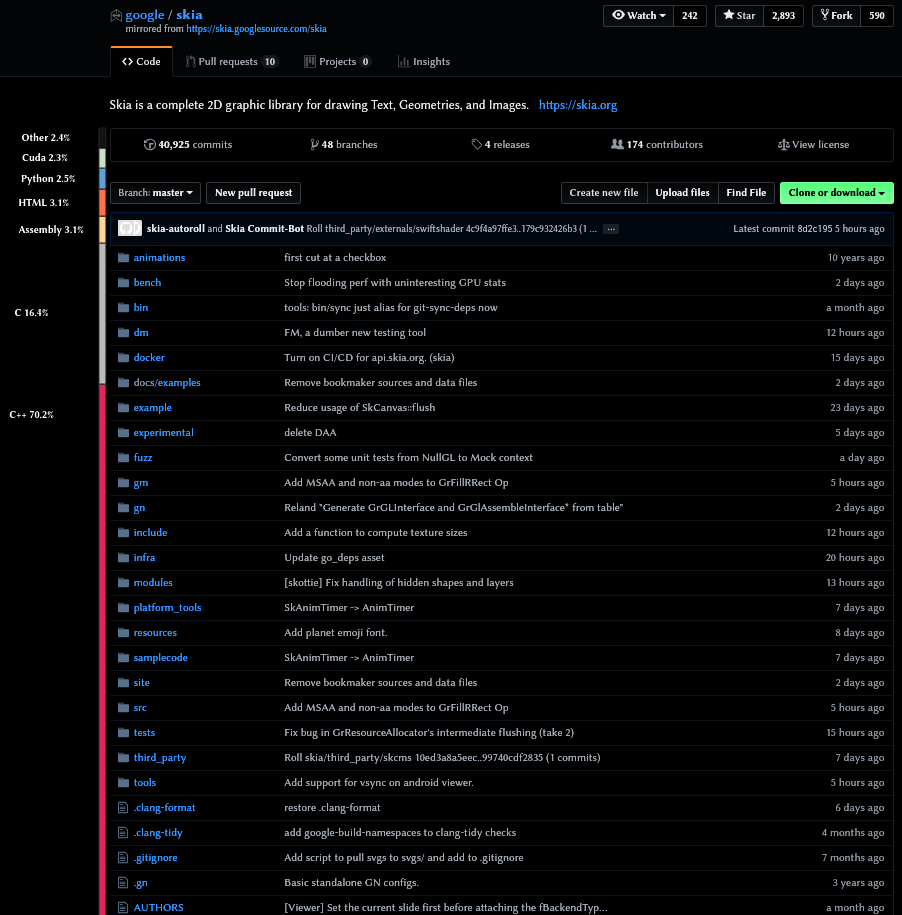 google / skia
Watch 242 Star 2,893 Fork 590
mirrored from https://skia.googlesource.com/skia
Code Pull requests 10 Projects 0 Insights
Skia is a complete 2D graphic library for drawing Text, Geometries, and Images. https://skia.org
Other 2.4%
Cuda 2.3%
Python 2.5%
HTML 3.1%
Assembly 3.1%
C 16.4%
C++ 70.2%
40,925 commits 48 branches 4 releases 174 contributors View license
Branch: master New pull request Create new file Upload files Find File Clone or download
skia-autoroll and Skia Commit-Bot Roll third_party/externals/swiftshader 4c9f4a97ffe3..179c932426b3 (1 ... ... Latest commit 8d2c195 5 hours ago
animations first cut at a checkbox 10 years ago
bench Stop flooding perf with uninteresting GPU stats 2 days ago
bin tools: bin/sync just alias for git-sync-deps now a month ago
dm FM, a dumber new testing tool 12 hours ago
docker Turn on CI/CD for api.skia.org. (skia) 15 days ago
docs/examples Remove bookmaker sources and data files 2 days ago
example Reduce usage of SkCanvas::flush 23 days ago
experimental delete DAA 5 days ago
fuzz Convert some unit tests from NullGL to Mock context a day ago
gm Add MSAA and non-aa modes to GrFillRRect Op 5 hours ago
gn Reland "Generate GrGLInterface and GrGlAssembleInterface* from table" 2 days ago
include Add a function to compute texture sizes 12 hours ago
infra Update go_deps asset 20 hours ago
modules [skottie] Fix handling of hidden shapes and layers 13 hours ago
platform_tools SkAnimTimer -> AnimTimer 7 days ago
resources Add planet emoji font. 8 days ago
samplecode SkAnimTimer -> AnimTimer 7 days ago
site Remove bookmaker sources and data files 2 days ago
src Add MSAA and non-aa modes to GrFillRRect Op 5 hours ago
tests Fix bug in GrResourceAllocator's intermediate flushing (take 2) 15 hours ago
third_party Roll skia/third_party/skcms 10ed3a8a5eec..99740cdf2835 (1 commits) 7 days ago
tools Add support for vsync on android viewer. 5 hours ago
.clang-format restore .clang-format 6 days ago
.clang-tidy add google-build-namespaces to clang-tidy checks 4 months ago
.gitignore Add script to pull svgs to svgs/ and add to .gitignore 7 months ago
.gn Basic standalone GN configs. 3 years ago
AUTHORS [Viewer] Set the current slide first before attaching the fBackendTyp... a month ago